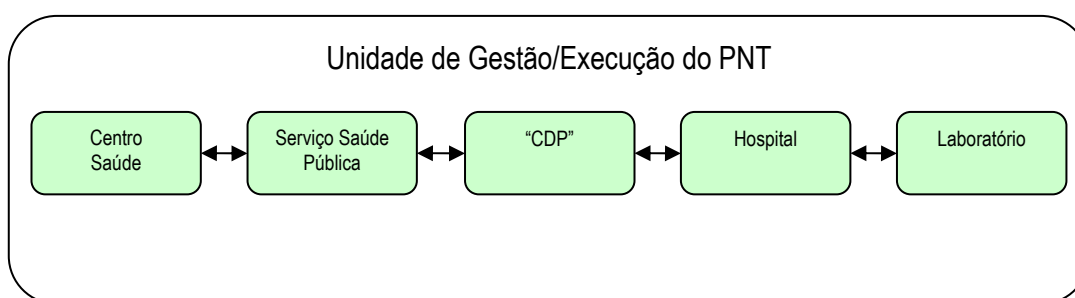 Unidade de Gestão/Execução do PNT
Centro
Saúde
Serviço Saúde
Pública
“CDP”
Hospital
Laboratório